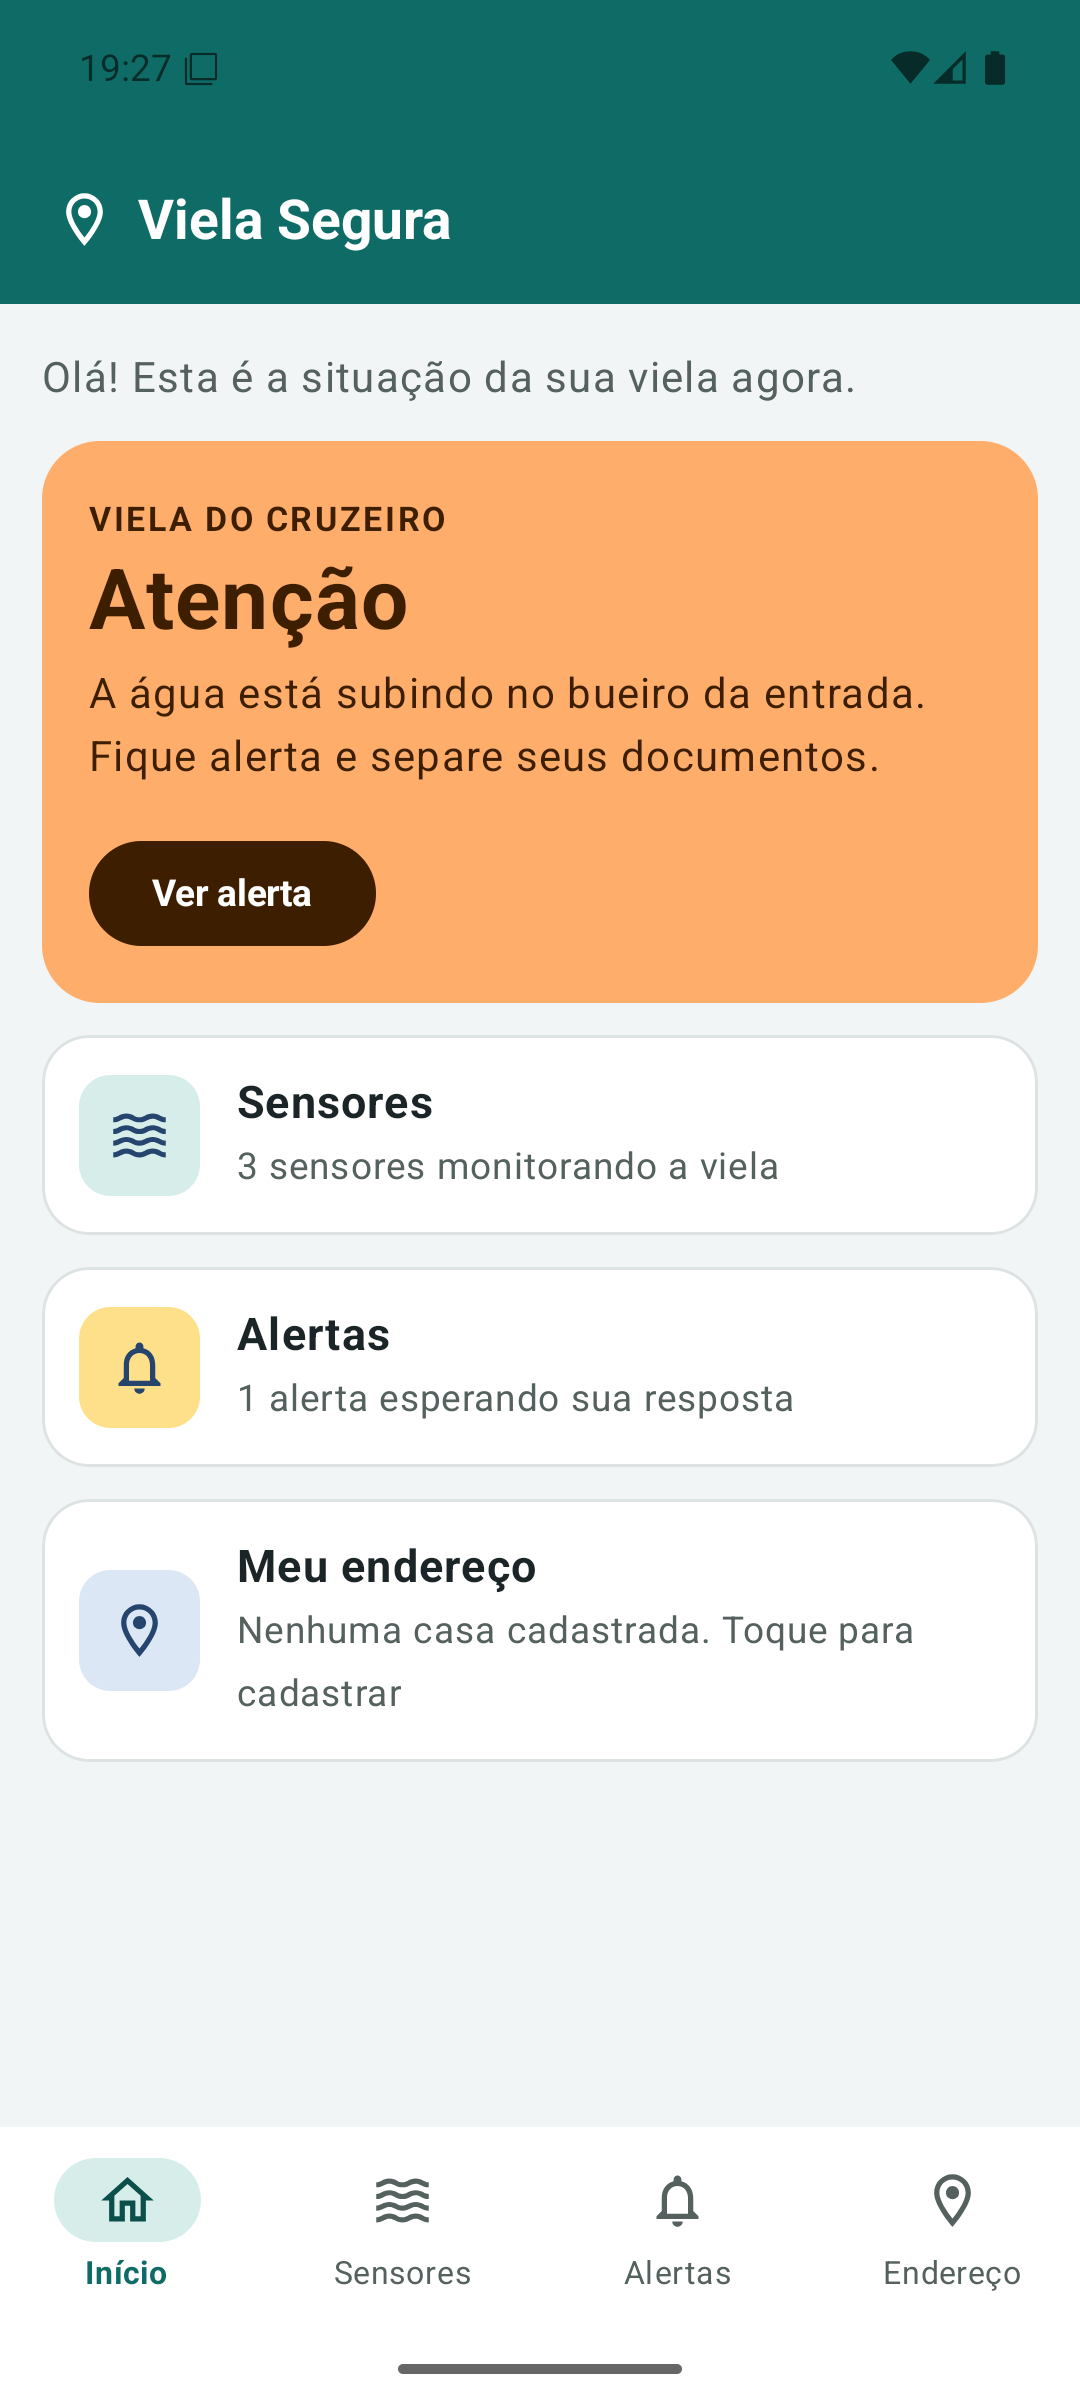 19:27
Viela Segura
Olá! Esta é a situação da sua viela agora.
VIELA DO CRUZEIRO
Atenção
A água está subindo no bueiro da entrada.
Fique alerta e separe seus documentos.
Ver alerta
Sensores
3 sensores monitorando a viela
Alertas
1 alerta esperando sua resposta
Meu endereço
Nenhuma casa cadastrada. Toque para
cadastrar
Início
Sensores
Alertas
Endereço